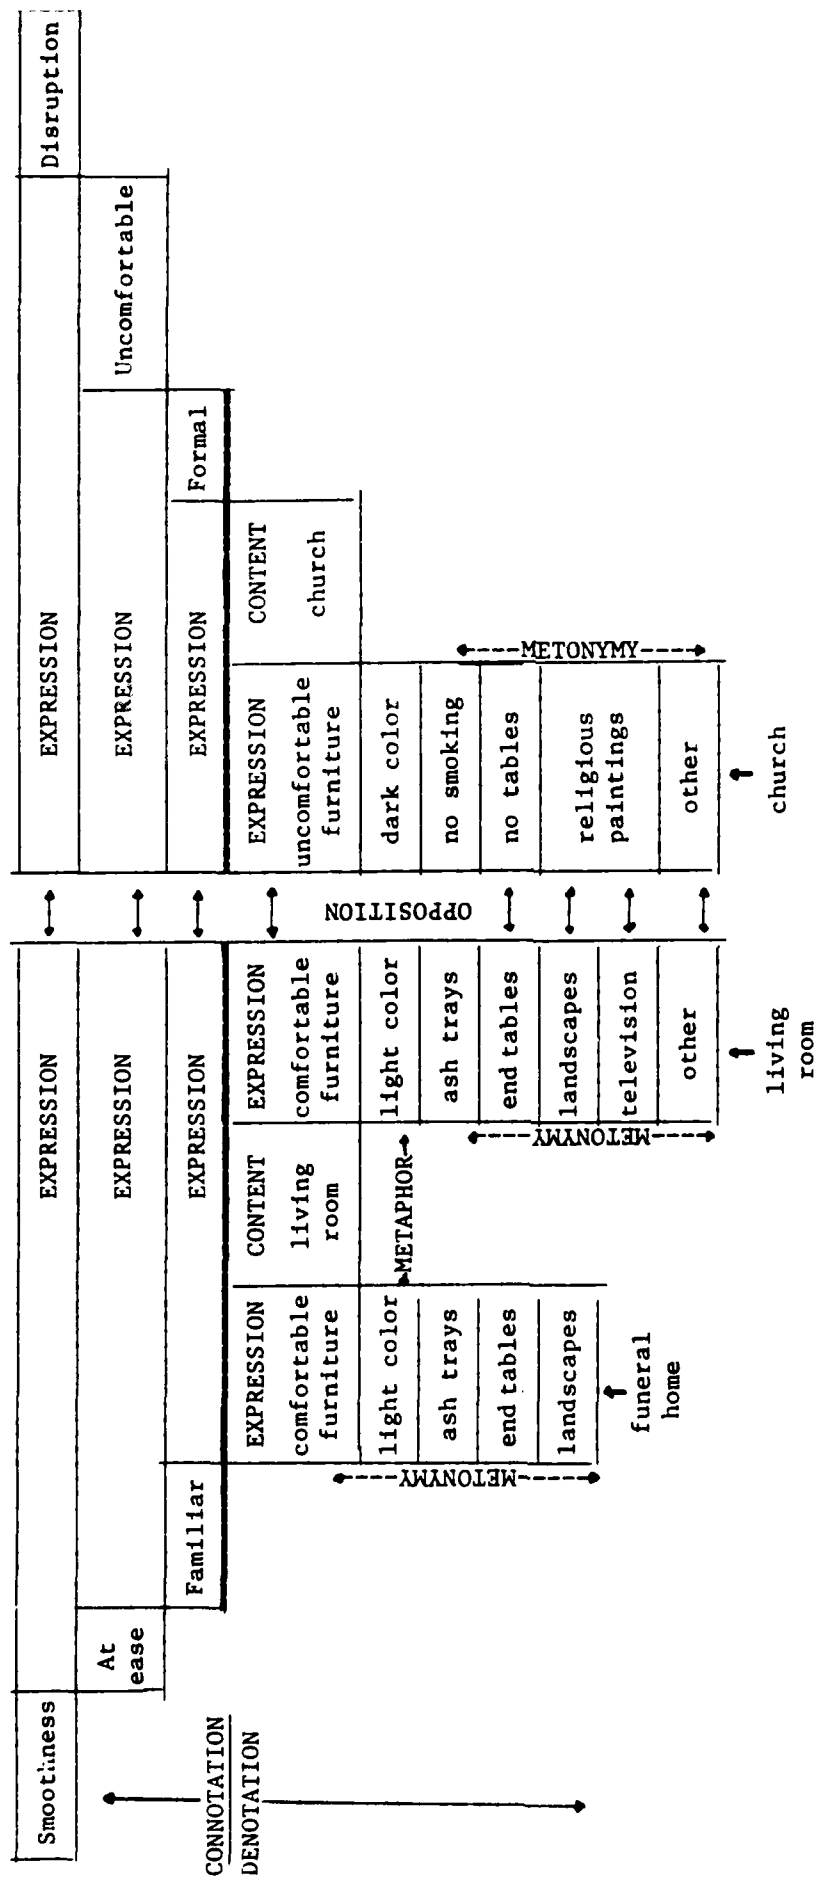 Smoothness EXPRESSION EXPRESSION Disruption
At
ease
EXPRESSION EXPRESSION Uncomfortable
Familiar EXPRESSION EXPRESSION Formal
CONNOTATION
DENOTATION
EXPRESSION CONTENT EXPRESSION EXPRESSION CONTENT
comfortable living comfortable uncomfortable church
furniture room furniture furniture
OPPOSITION
light color METAPHOR light color dark color
ash trays ash trays no smoking
end tables end tables no tables
landscapes landscapes religious
television paintings
other other
METONYMY
METONYMY
METONYMY
funeral
home
living
room
church